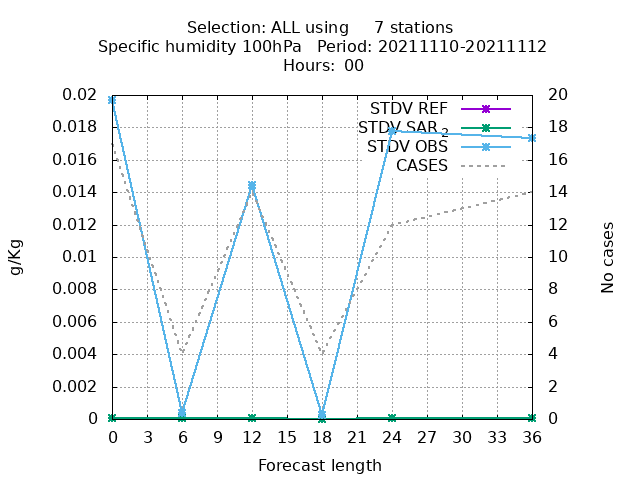 Selection: ALL using     7 stations
Specific humidity 100hPa   Period: 20211110-20211112
Hours: 00
STDV REF
STDV SAR 2
STDV OBS
CASES
0.02
0.018
0.016
0.014
0.012
0.01
0.008
0.006
0.004
0.002
0
g/Kg
20
18
16
14
12
10
8
6
4
2
0
No cases
0 3 6 9 12 15 18 21 24 27 30 33 36
Forecast length